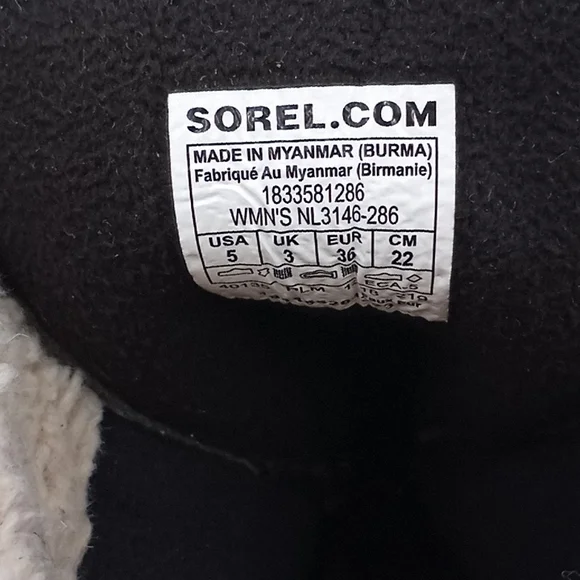 SOREL.COM
MADE IN MYANMAR (BURMA)
Fabriqué Au Myanmar (Birmanie)
1833581286
WMN'S NL3146-286
USA UK EUR CM
5 3 36 22